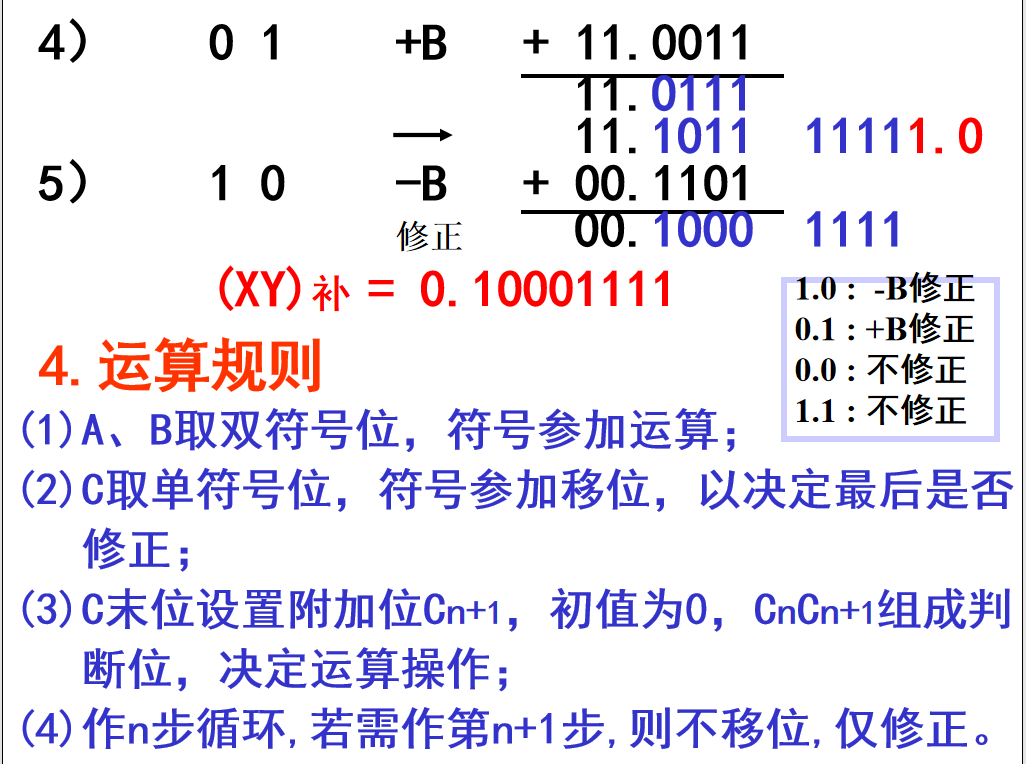 4) 0 1 +B + 11.0011
11.0111
→ 11.1011 11111.0
5) 1 0 -B + 00.1101
修正 00.1000 1111
(XY)补 = 0.10001111
1.0 : -B修正
0.1 : +B修正
0.0 : 不修正
1.1 : 不修正
4.运算规则
(1)A、B取双符号位，符号参加运算；
(2)C取单符号位，符号参加移位，以决定最后是否
修正；
(3)C末位设置附加位Cn+1，初值为0，CnCn+1组成判
断位，决定运算操作；
(4)作n步循环,若需作第n+1步,则不移位,仅修正。